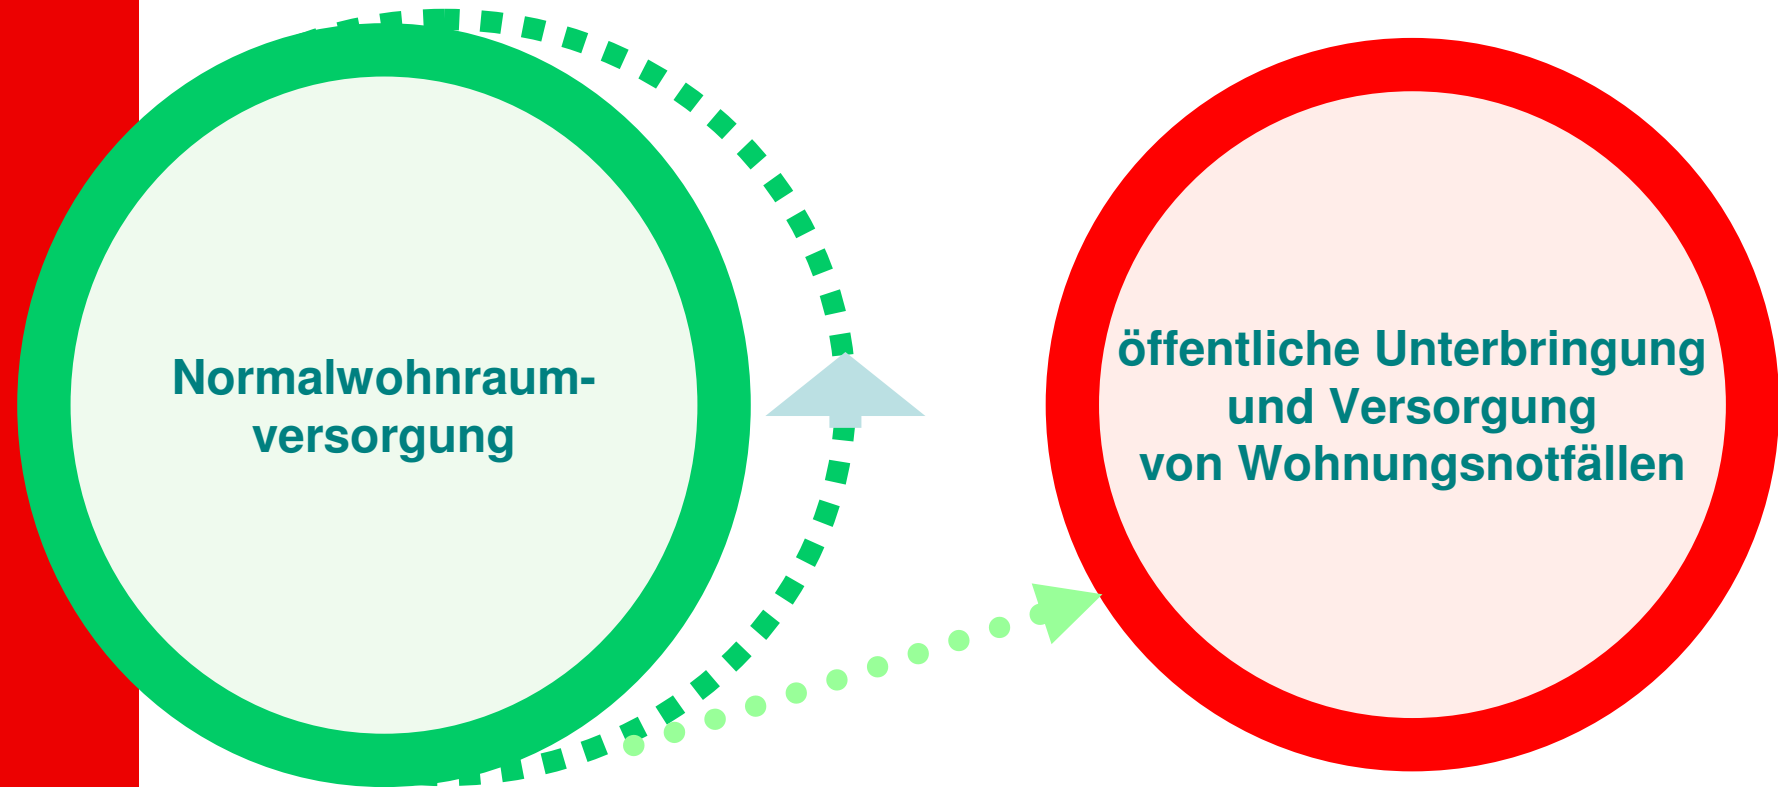 Normalwohnraum-
versorgung
öffentliche Unterbringung
und Versorgung
von Wohnungsnotfällen